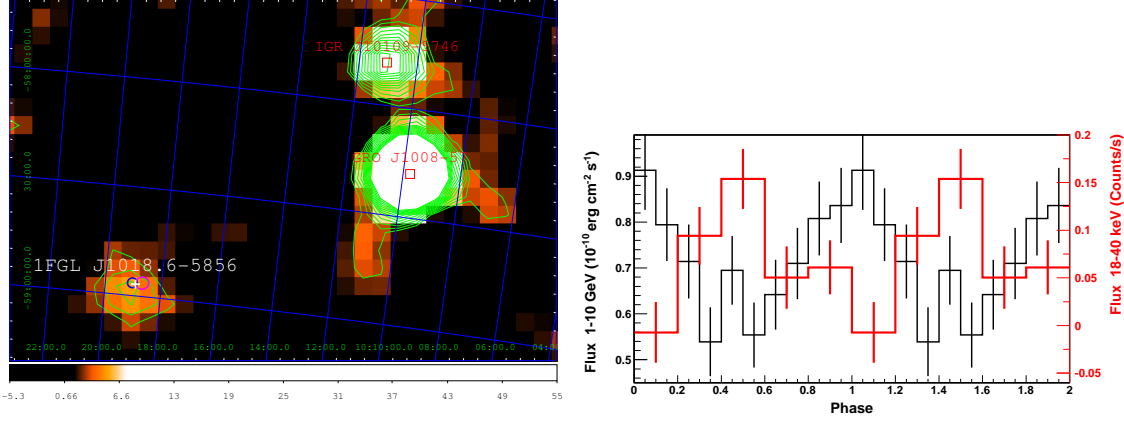 IGR J10109-5746
GRO J1008-5
1FGL J1018.6-5856
-58:00:00.0
30:00.0
-59:00:00.0
22:00.0 20:00.0 18:00.0 16:00.0 14:00.0 12:00.0 10:10:00.0 08:00.0 06:00.0 04:00
-5.3 0.66 6.6 13 19 25 31 37 43 49 55
Flux 1-10 GeV (10^-10 erg cm^-2 s^-1)
0.9
0.8
0.7
0.6
0.5
0 0.2 0.4 0.6 0.8 1 1.2 1.4 1.6 1.8 2
Phase
0.2
0.15
0.1
0.05
0
-0.05
Flux 18-40 keV (Counts/s)